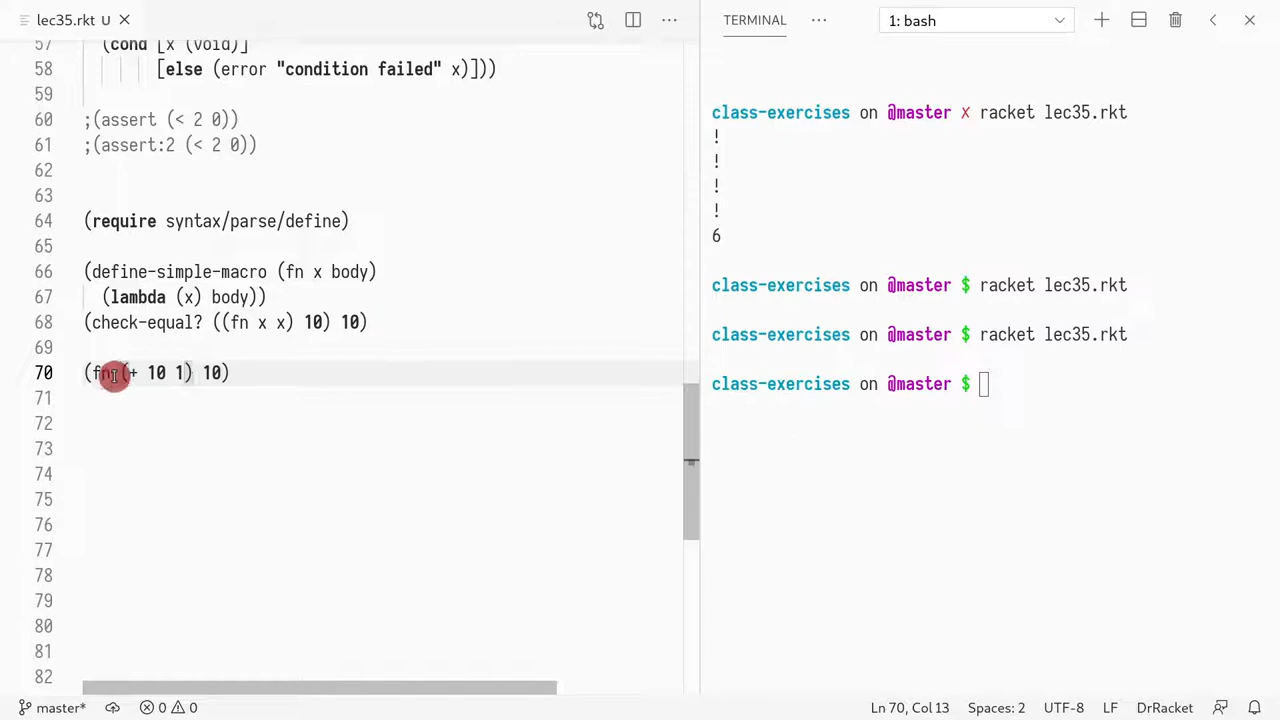 lec35.rkt U
TERMINAL
1: bash
57 (cond [x (void)]
58 [else (error "condition failed" x)]))
59
60 ;(assert (< 2 0))
61 ;(assert:2 (< 2 0))
62
63
64 (require syntax/parse/define)
65
66 (define-simple-macro (fn x body)
67 (lambda (x) body))
68 (check-equal? ((fn x x) 10) 10)
69
70 (fn (+ 10 1) 10)
71
72
73
74
75
76
77
78
79
80
81
82
class-exercises on @master ✗ racket lec35.rkt
!
!
!
!
6
class-exercises on @master $ racket lec35.rkt
class-exercises on @master $ racket lec35.rkt
class-exercises on @master $
master* 0 0 Ln 70, Col 13 Spaces: 2 UTF-8 LF DrRacket